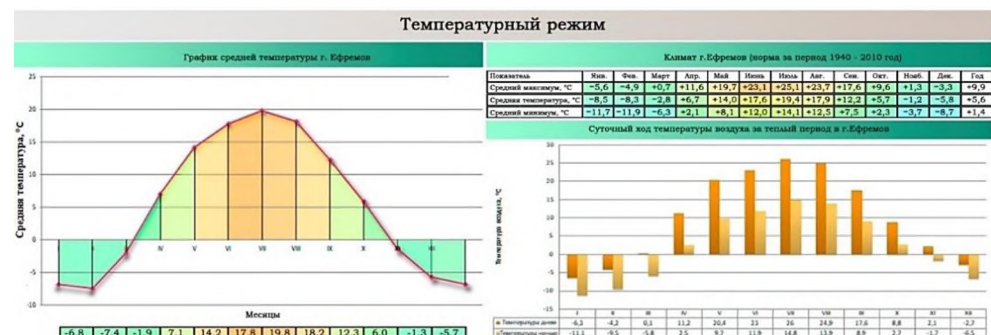 Температурный режим
График средней температуры г. Ефремов
25
20
15
10
5
0
-5
-10
Средняя температура, °С
IV V VI VII VIII IX X XI XII
Месяцы
-6,8 -7,4 -1,9 7,1 14,2 17,8 19,8 18,2 12,3 6,0 -1,3 -5,7
Климат г.Ефремов (норма за период 1940 - 2010 год)
Показатель Янв. Фев. Март Апр. Май Июнь Июль Авг. Сен. Окт. Нояб. Дек. Год
Средний максимум, °С -5,6 -4,9 +0,7 +11,6 +19,7 +23,1 +25,1 +23,7 +17,6 +9,6 +1,3 -3,3 +9,9
Средняя температура, °С -8,5 -8,3 -2,8 +6,7 +14,0 +17,6 +19,4 +17,9 +12,2 +5,7 -1,2 -5,8 +5,6
Средний минимум, °С -11,7 -11,9 -6,3 +2,1 +8,1 +12,0 +14,1 +12,5 +7,5 +2,3 -3,7 -8,7 +1,4
Суточный ход температуры воздуха за теплый период в г.Ефремов
30
25
20
15
10
5
0
-5
-10
-15
Температура воздуха, °С
I II III IV V VI VII VIII IX X XI XII
Температура днем -6,2 -4,2 0,1 11,2 20,4 23 26 24,9 17,6 8,8 2,1 -2,7
Температура ночью -11,1 -9,5 -5,8 2,5 9,7 11,9 14,8 13,9 8,9 -1,7 -6,5